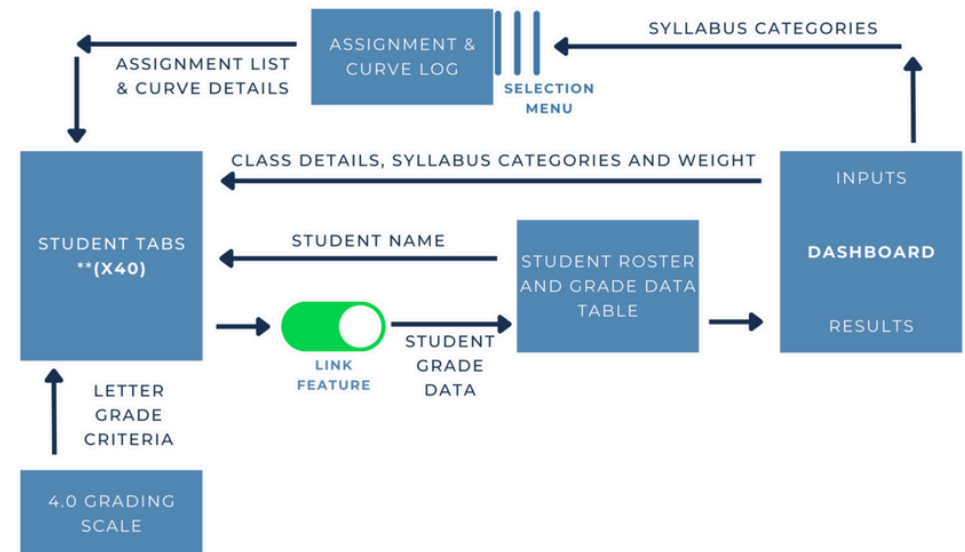 SYLLABUS CATEGORIES
ASSIGNMENT &
CURVE LOG
ASSIGNMENT LIST
& CURVE DETAILS
SELECTION
MENU
CLASS DETAILS, SYLLABUS CATEGORIES AND WEIGHT
INPUTS
DASHBOARD
RESULTS
STUDENT TABS
**(X40)
STUDENT NAME
STUDENT ROSTER
AND GRADE DATA
TABLE
LINK
FEATURE
STUDENT
GRADE
DATA
LETTER
GRADE
CRITERIA
4.0 GRADING
SCALE